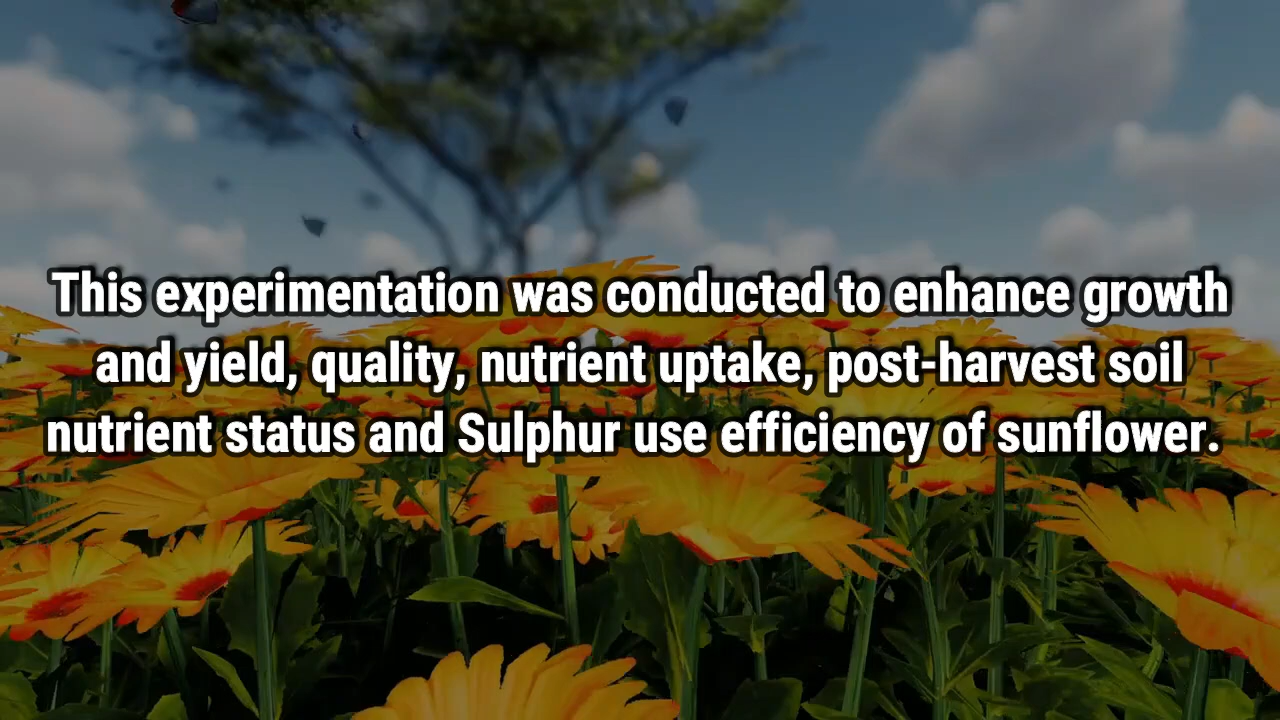 This experimentation was conducted to enhance growth
and yield, quality, nutrient uptake, post-harvest soil
nutrient status and Sulphur use efficiency of sunflower.